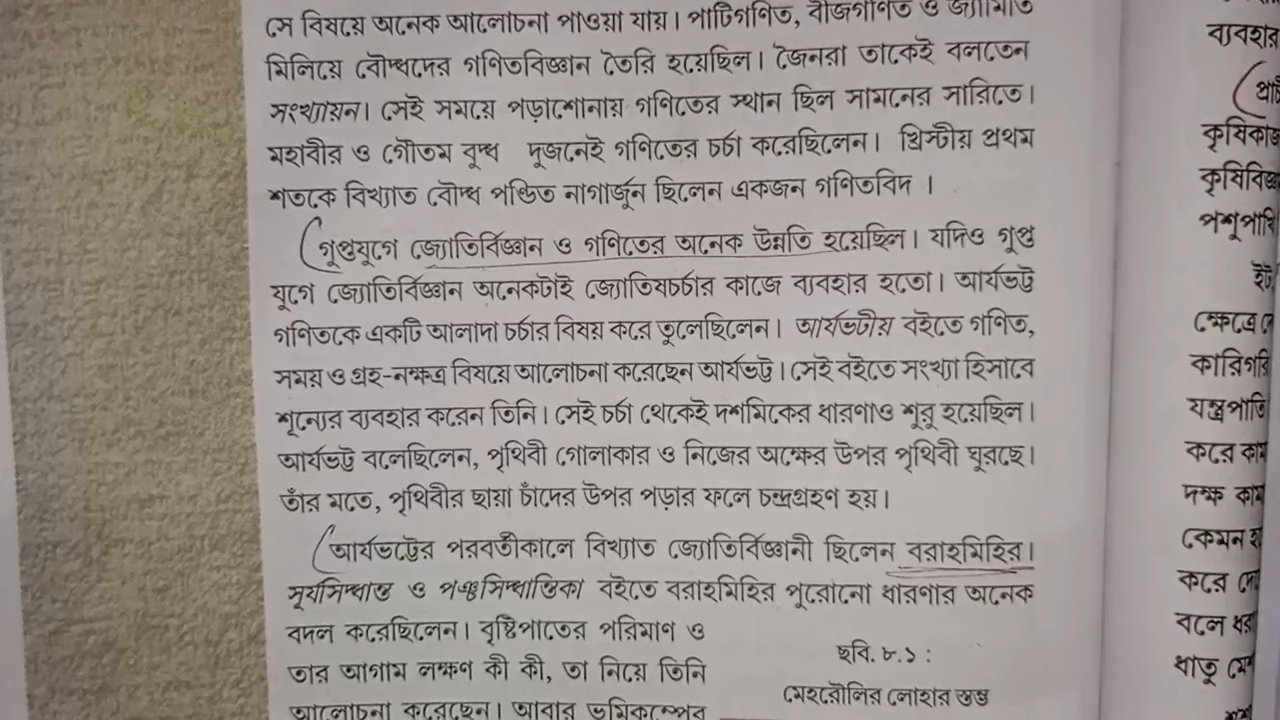 সে বিষয়ে অনেক আলোচনা পাওয়া যায়। পাটিগণিত, বীজগণিত ও জ্যামিতি
মিলিয়ে বৌদ্ধদের গণিতবিজ্ঞান তৈরি হয়েছিল। জৈনরা তাকেই বলতেন
সংখ্যায়ন। সেই সময়ে পড়াশোনায় গণিতের স্থান ছিল সামনের সারিতে।
মহাবীর ও গৌতম বুদ্ধ দুজনেই গণিতের চর্চা করেছিলেন। খ্রিস্টীয় প্রথম
শতকে বিখ্যাত বৌদ্ধ পণ্ডিত নাগার্জুন ছিলেন একজন গণিতবিদ ।
গুপ্তযুগে জ্যোতির্বিজ্ঞান ও গণিতের অনেক উন্নতি হয়েছিল। যদিও গুপ্ত
যুগে জ্যোতির্বিজ্ঞান অনেকটাই জ্যোতিষচর্চার কাজে ব্যবহার হতো। আর্যভট্ট
গণিতকে একটি আলাদা চর্চার বিষয় করে তুলেছিলেন। আর্যভটীয় বইতে গণিত,
সময় ও গ্রহ-নক্ষত্র বিষয়ে আলোচনা করেছেন আর্যভট্ট। সেই বইতে সংখ্যা হিসাবে
শূন্যের ব্যবহার করেন তিনি। সেই চর্চা থেকেই দশমিকের ধারণাও শুরু হয়েছিল।
আর্যভট্ট বলেছিলেন, পৃথিবী গোলাকার ও নিজের অক্ষের উপর পৃথিবী ঘুরছে।
তাঁর মতে, পৃথিবীর ছায়া চাঁদের উপর পড়ার ফলে চন্দ্রগ্রহণ হয়।
আর্যভট্টের পরবর্তীকালে বিখ্যাত জ্যোতির্বিজ্ঞানী ছিলেন বরাহমিহির।
সূর্যসিদ্ধান্ত ও পঞ্চসিদ্ধান্তিকা বইতে বরাহমিহির পুরোনো ধারণার অনেক
বদল করেছিলেন। বৃষ্টিপাতের পরিমাণ ও
তার আগাম লক্ষণ কী কী, তা নিয়ে তিনি
আলোচনা করেছেন। আবার ভূমিকম্পের
ছবি. ৮.১ :
মেহরৌলির লোহার স্তম্ভ
ব্যবহার
কৃষিকাজ
ক্ষেত্রে
কারিগরি
যন্ত্রপাতি
করে
দক্ষ
কেমন
করে
বলে
ধাতু